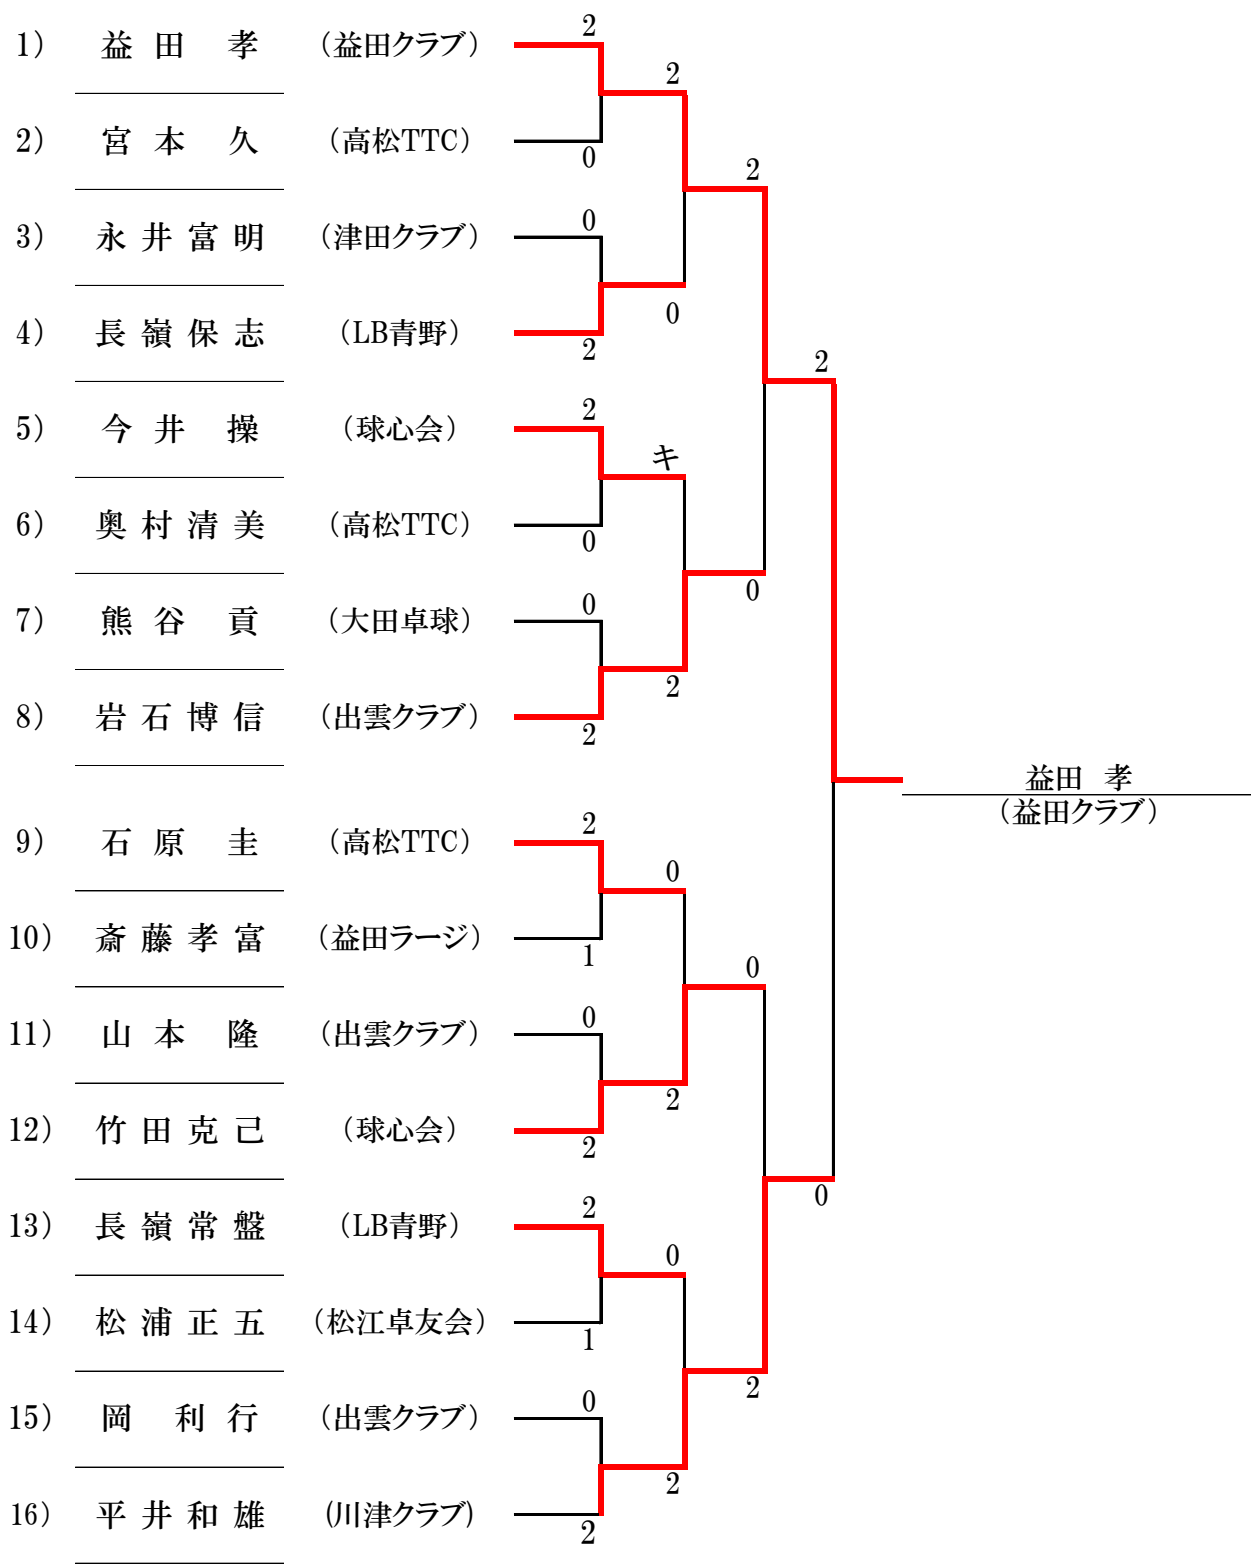 1) 益田 孝 (益田クラブ) 2
2
2) 宮本 久 (高松TTC) 0
2
3) 永井富明 (津田クラブ) 0
0
4) 長嶺保志 (LB青野) 2
2
5) 今井 操 (球心会) 2
キ
6) 奥村清美 (高松TTC) 0
0
7) 熊谷 貢 (大田卓球) 0
2
8) 岩石博信 (出雲クラブ) 2
益田 孝
(益田クラブ)
9) 石原 圭 (高松TTC) 2
0
10) 斎藤孝富 (益田ラージ) 1
0
11) 山本 隆 (出雲クラブ) 0
2
12) 竹田克己 (球心会) 2
0
13) 長嶺常盤 (LB青野) 2
0
14) 松浦正五 (松江卓友会) 1
2
15) 岡 利行 (出雲クラブ) 0
2
16) 平井和雄 (川津クラブ) 2